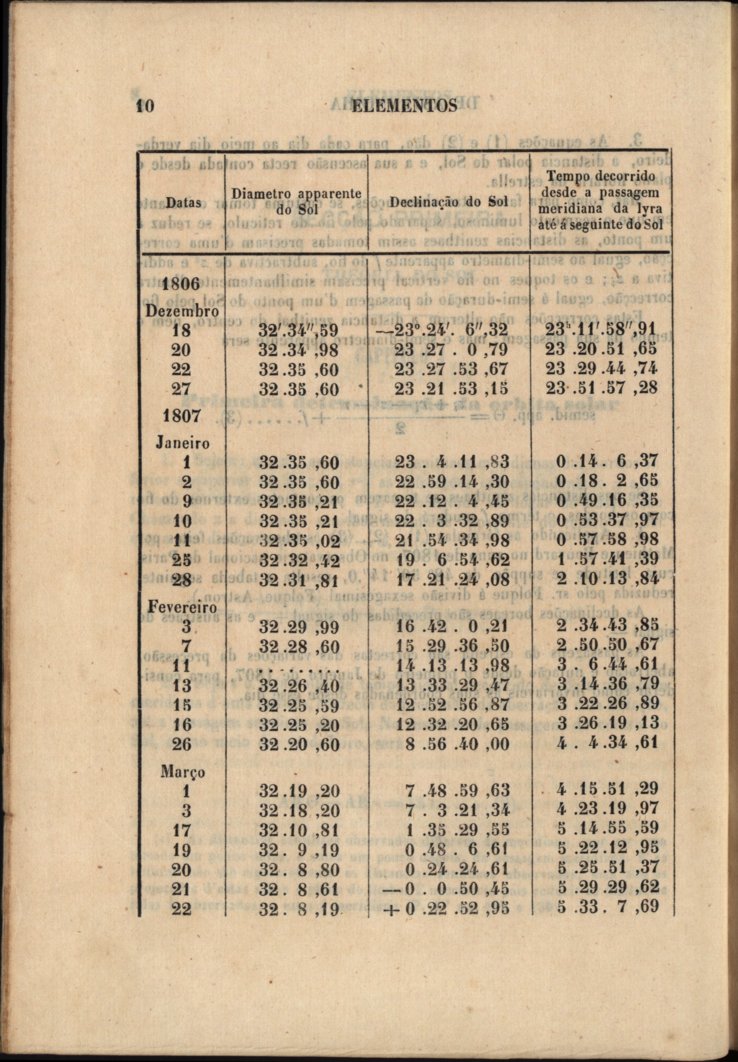 10 ELEMENTOS
Datas Diametro apparente do Sol Declinação do Sol Tempo decorrido desde a passagem meridiana da lyra até á seguinte do Sol
1806
Dezembro
18 32'.34",59 —23°.24'. 6",32 23h.11'.58",91
20 32.34 ,98 23 .27 . 0 ,79 23 .20.51 ,65
22 32.35 ,60 23 .27 .53 ,67 23 .29.44 ,74
27 32.35 ,60 23 .21 .53 ,15 23 .51 .57 ,28
1807
Janeiro
1 32.35 ,60 23 . 4 .11 ,83 0 .14. 6 ,37
2 32.35 ,60 22 .59 .14 ,30 0 .18. 2 ,65
9 32.35 ,21 22 .12 . 4 ,45 0 .49.16 ,35
10 32.35 ,21 22 . 3 .32 ,89 0 .53.37 ,97
11 32.35 ,02 21 .54 .34 ,98 0 .57.58 ,98
25 32.32 ,42 19 . 6 .54 ,62 1 .57.41 ,39
28 32.31 ,81 17 .21 .24 ,08 2 .10.13 ,84
Fevereiro
3 32.29 ,99 16 .42 . 0 ,21 2 .34.43 ,85
7 32.28 ,60 15 .29 .36 ,50 2 .50.50 ,67
11 .......... 14 .13 .13 ,98 3 . 6.44 ,61
13 32.26 ,40 13 .33 .29 ,47 3 .14.36 ,79
15 32.25 ,59 12 .52 .56 ,87 3 .22.26 ,89
16 32.25 ,20 12 .32 .20 ,65 3 .26.19 ,13
26 32.20 ,60 8 .56 .40 ,00 4 . 4.34 ,61
Março
1 32.19 ,20 7 .48 .59 ,63 4 .15.51 ,29
3 32.18 ,20 7 . 3 .21 ,34 4 .23.19 ,97
17 32.10 ,81 1 .35 .29 ,55 5 .14.55 ,59
19 32. 9 ,19 0 .48 . 6 ,61 5 .22.12 ,95
20 32. 8 ,80 0 .24 .24 ,61 5 .25.51 ,37
21 32. 8 ,61 —0 . 0 .50 ,45 5 .29.29 ,62
22 32. 8 ,19 +0 .22 .52 ,95 5 .33. 7 ,69